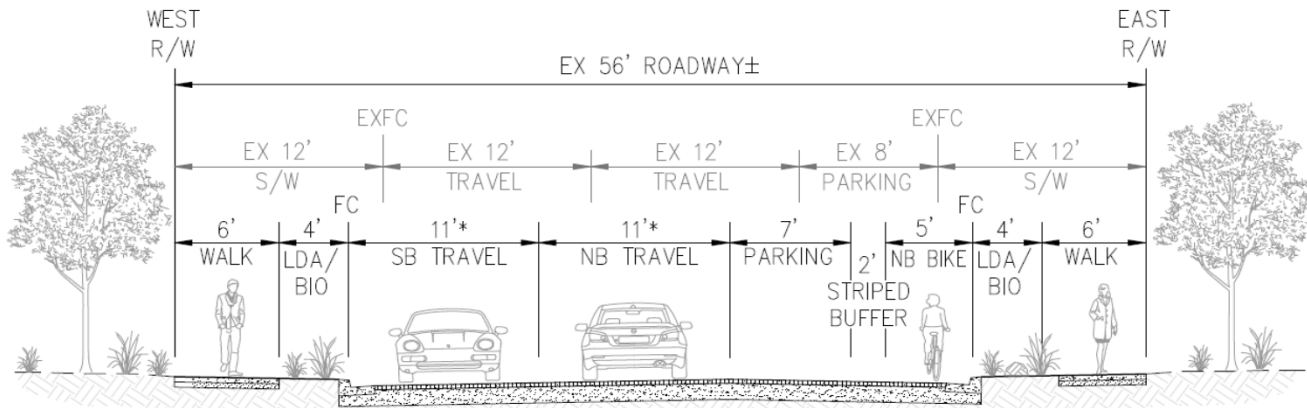 WEST
R/W
EAST
R/W
EX 56' ROADWAY±
EXFC
EXFC
EX 12'
S/W
EX 12'
TRAVEL
EX 12'
TRAVEL
EX 8'
PARKING
EX 12'
S/W
FC
FC
6'
WALK
4'
LDA/
BIO
11'*
SB TRAVEL
11'*
NB TRAVEL
7'
PARKING
2'
STRIPED
BUFFER
5'
NB BIKE
4'
LDA/
BIO
6'
WALK